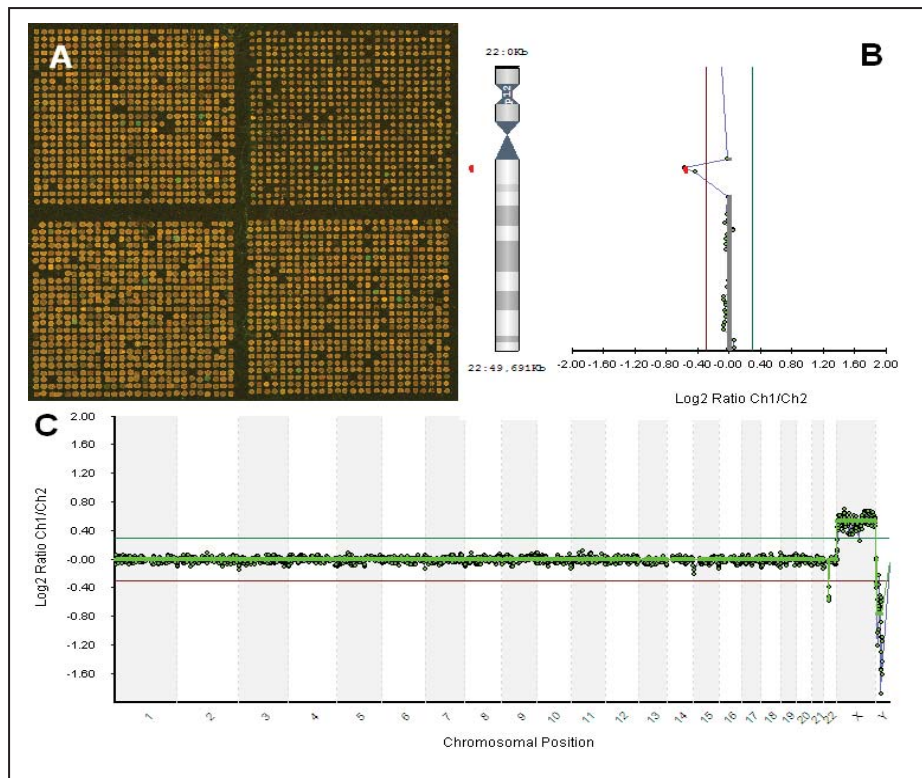 A
B
22:0Kb
p12
22:49,691Kb
-2.00 -1.60 -1.20 -0.80 -0.40 -0.00 0.40 0.80 1.20 1.60 2.00
Log2 Ratio Ch1/Ch2
C
2.00
1.60
1.20
0.80
0.40
-0.00
-0.40
-0.80
-1.20
-1.60
Log2 Ratio Ch1/Ch2
1 2 3 4 5 6 7 8 9 10 11 12 13 14 15 16 17 18 19 20 21 22 X Y
Chromosomal Position